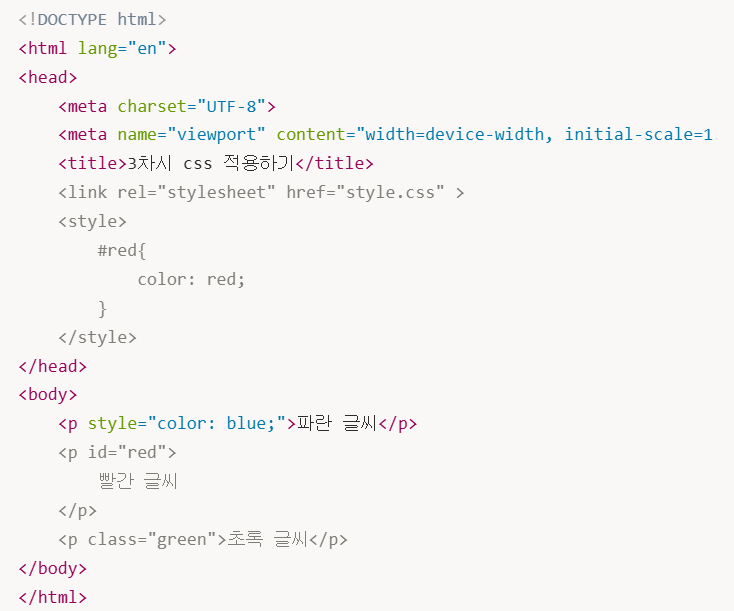 <!DOCTYPE html>
<html lang="en">
<head>
    <meta charset="UTF-8">
    <meta name="viewport" content="width=device-width, initial-scale=1
    <title>3차시 css 적용하기</title>
    <link rel="stylesheet" href="style.css" >
    <style>
        #red{
            color: red;
        }
    </style>
</head>
<body>
    <p style="color: blue;">파란 글씨</p>
    <p id="red">
        빨간 글씨
    </p>
    <p class="green">초톡 글씨</p>
</body>
</html>